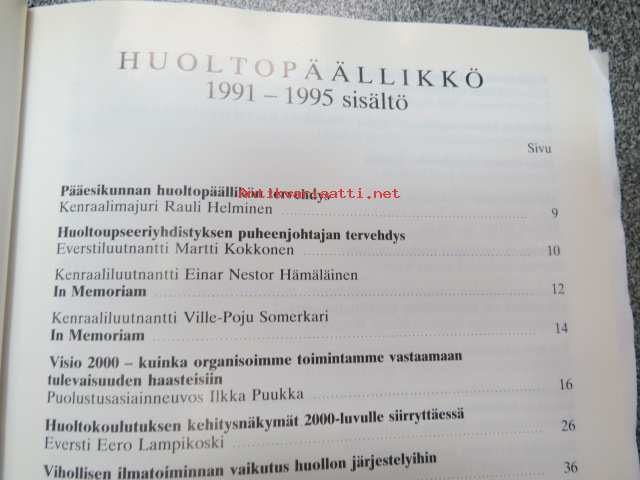 HUOLTOPÄÄLLIKKÖ
1991 – 1995 sisältö
Sivu
Pääesikunnan huoltopäällikön tervehdys
Kenraalimajuri Rauli Helminen 9
Huoltoupseeriyhdistyksen puheenjohtajan tervehdys
Everstiluutnantti Martti Kokkonen 10
Kenraaliluutnantti Einar Nestor Hämäläinen
In Memoriam 12
Kenraaliluutnantti Ville-Poju Somerkari
In Memoriam 14
Visio 2000 – kuinka organisoimme toimintamme vastaamaan
tulevaisuuden haasteisiin
Puolustusasiainneuvos Ilkka Puukka 16
Huoltokoulutuksen kehitysnäkymät 2000-luvulle siirryttäessä
Eversti Eero Lampikoski 26
Vihollisen ilmatoiminnan vaikutus huollon järjestelyihin
36